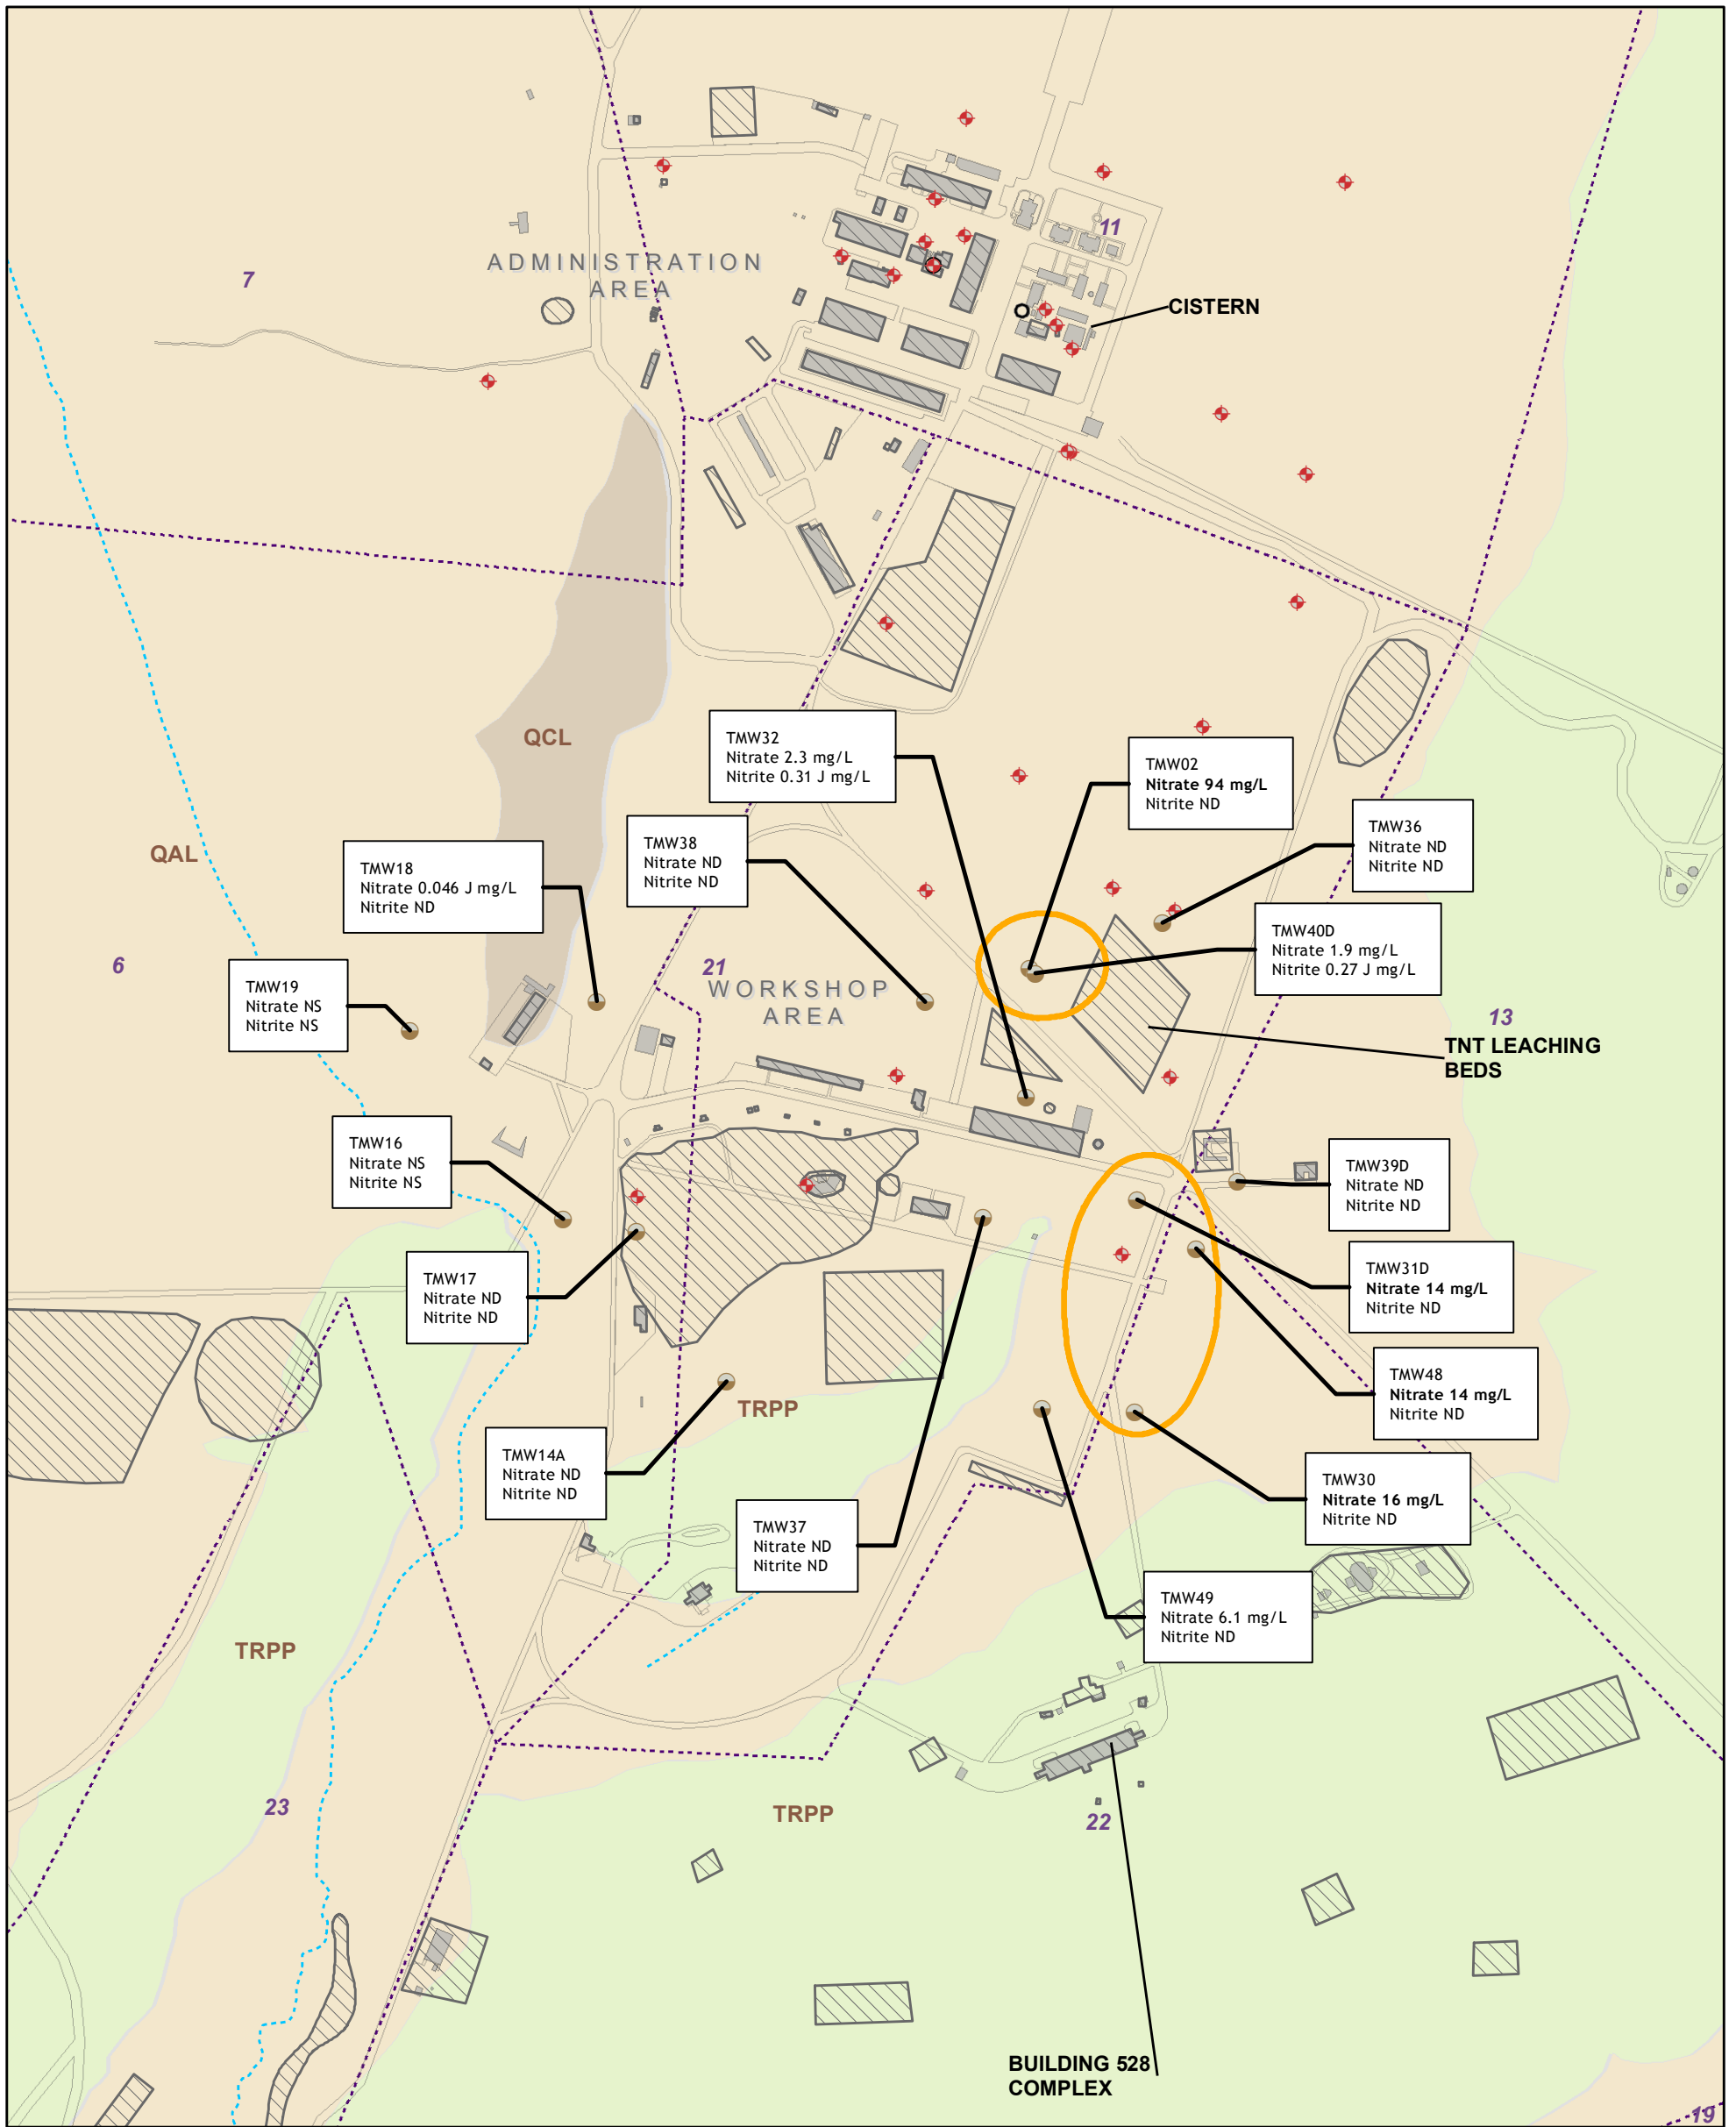 11
7
ADMINISTRATION
AREA
CISTERN
QCL
TMW32
Nitrate 2.3 mg/L
Nitrite 0.31 J mg/L
TMW02
Nitrate 94 mg/L
Nitrite ND
TMW36
Nitrate ND
Nitrite ND
TMW38
Nitrate ND
Nitrite ND
QAL
TMW18
Nitrate 0.046 J mg/L
Nitrite ND
TMW40D
Nitrate 1.9 mg/L
Nitrite 0.27 J mg/L
6
21
WORKSHOP
AREA
TMW19
Nitrate NS
Nitrite NS
13
TNT LEACHING
BEDS
TMW16
Nitrate NS
Nitrite NS
TMW39D
Nitrate ND
Nitrite ND
TMW17
Nitrate ND
Nitrite ND
TMW31D
Nitrate 14 mg/L
Nitrite ND
TMW48
Nitrate 14 mg/L
Nitrite ND
TRPP
TMW14A
Nitrate ND
Nitrite ND
TMW30
Nitrate 16 mg/L
Nitrite ND
TMW37
Nitrate ND
Nitrite ND
TMW49
Nitrate 6.1 mg/L
Nitrite ND
TRPP
23
TRPP
22
BUILDING 528
COMPLEX
19